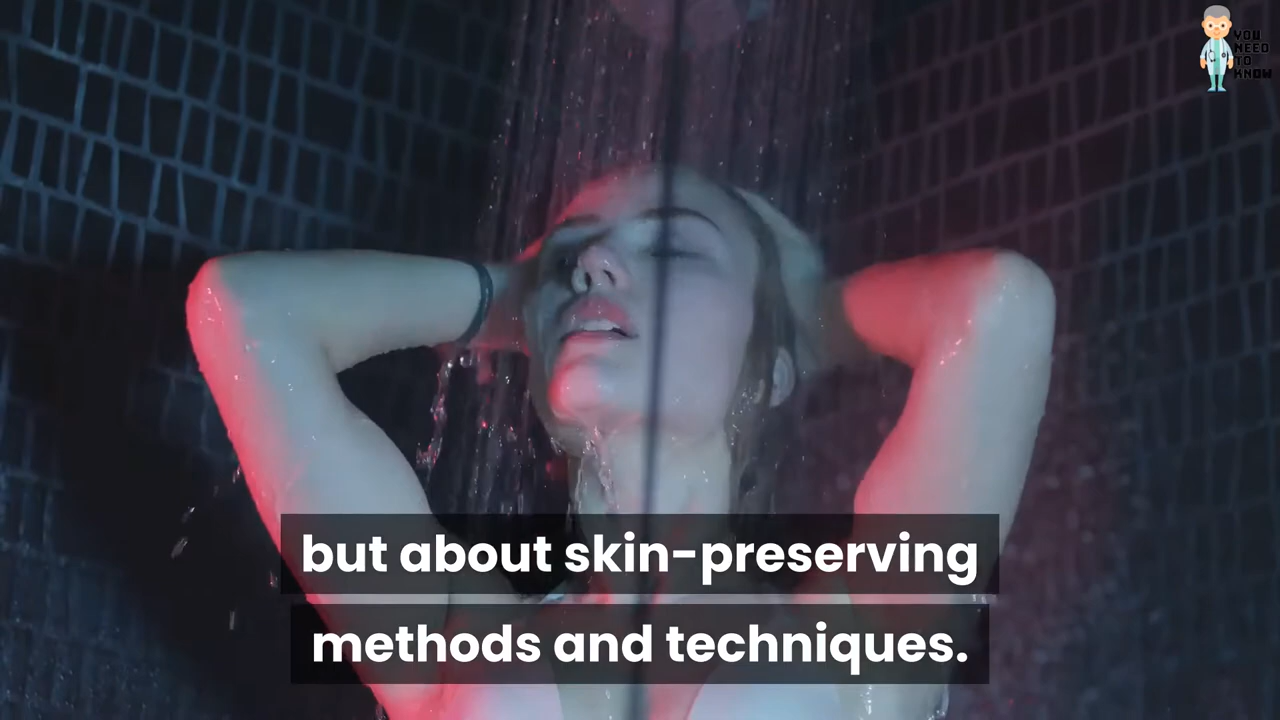 YOU
NEED
TO
KNOW
but about skin-preserving
methods and techniques.